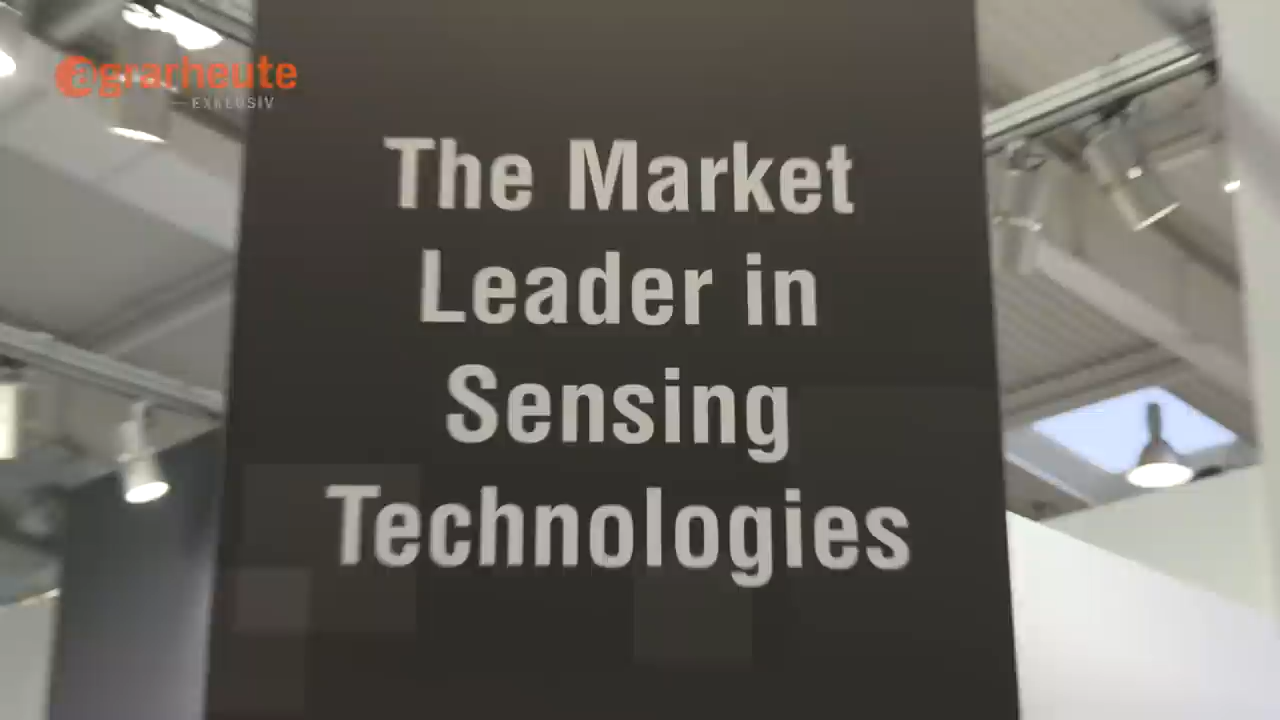 agrarheute
EXKLUSIV
The Market
Leader in
Sensing
Technologies